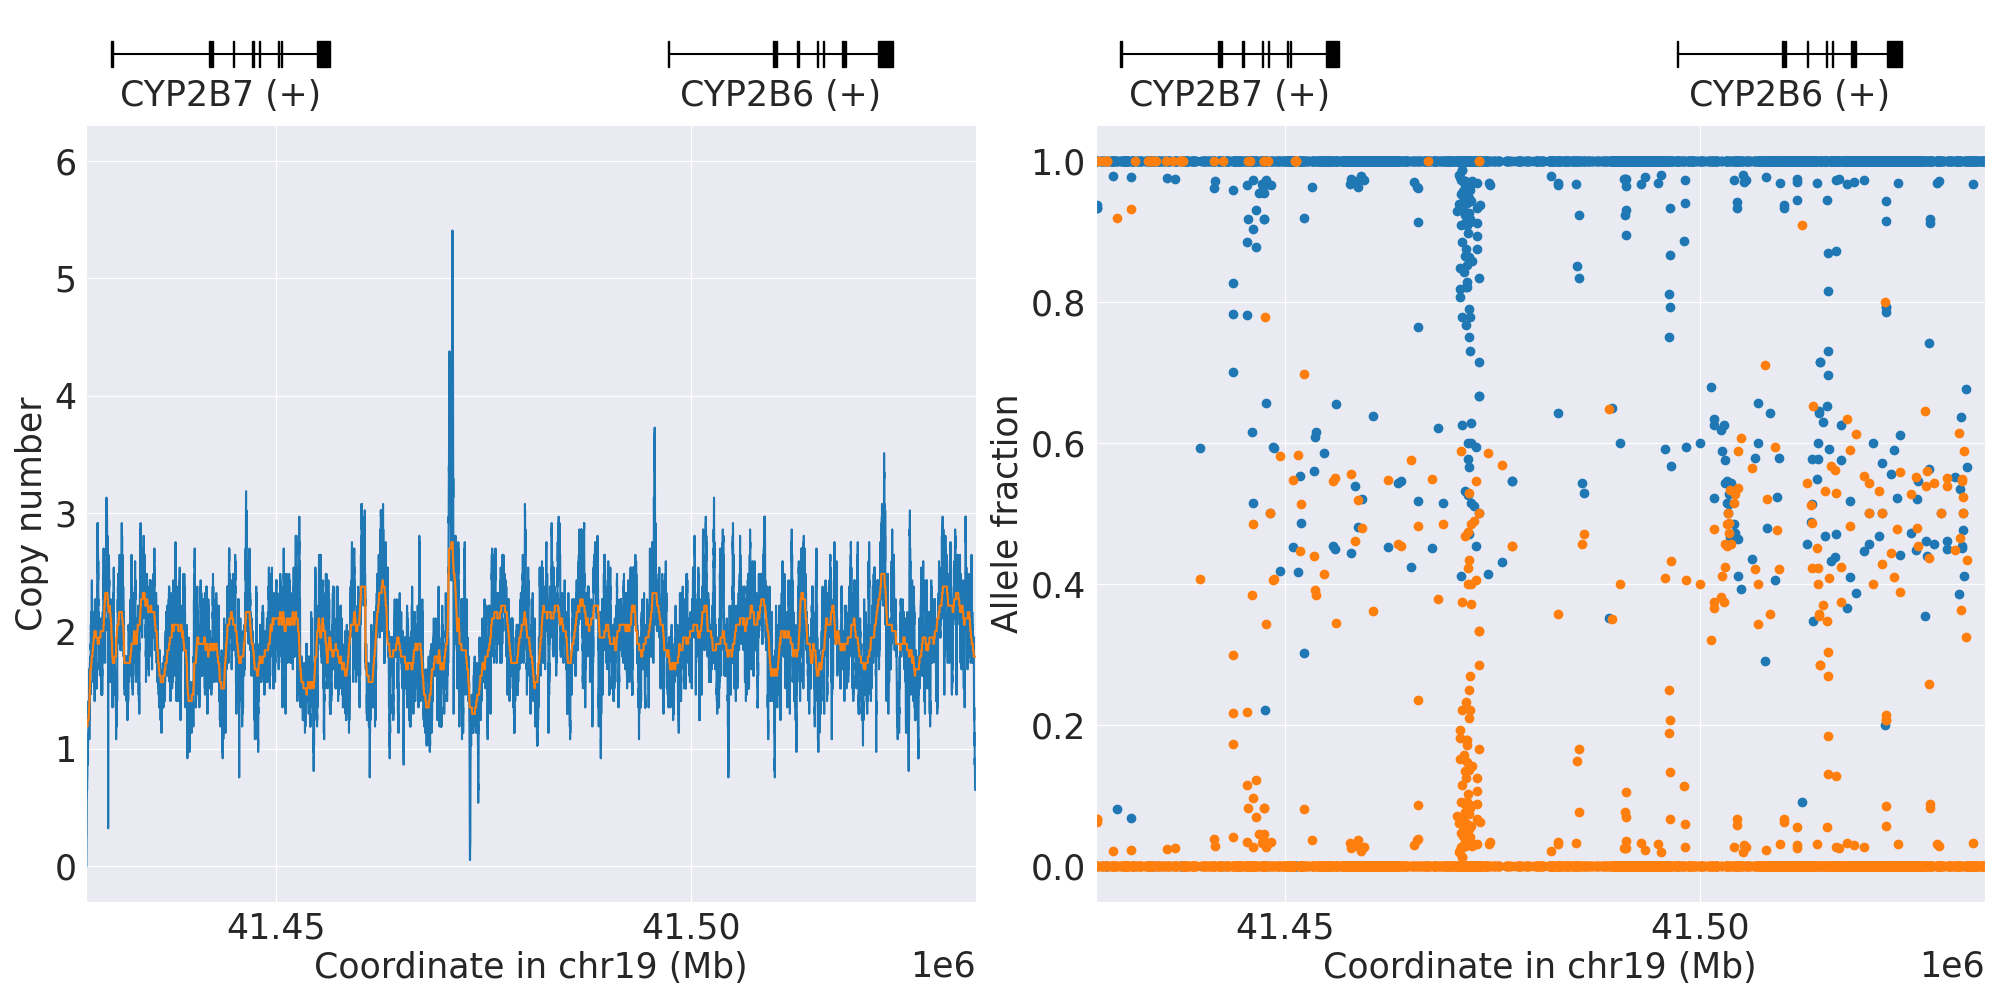 CYP2B7 (+)
CYP2B6 (+)
CYP2B7 (+)
CYP2B6 (+)
Copy number
6
5
4
3
2
1
0
41.45
41.50
Coordinate in chr19 (Mb)
1e6
Allele fraction
1.0
0.8
0.6
0.4
0.2
0.0
41.45
41.50
Coordinate in chr19 (Mb)
1e6